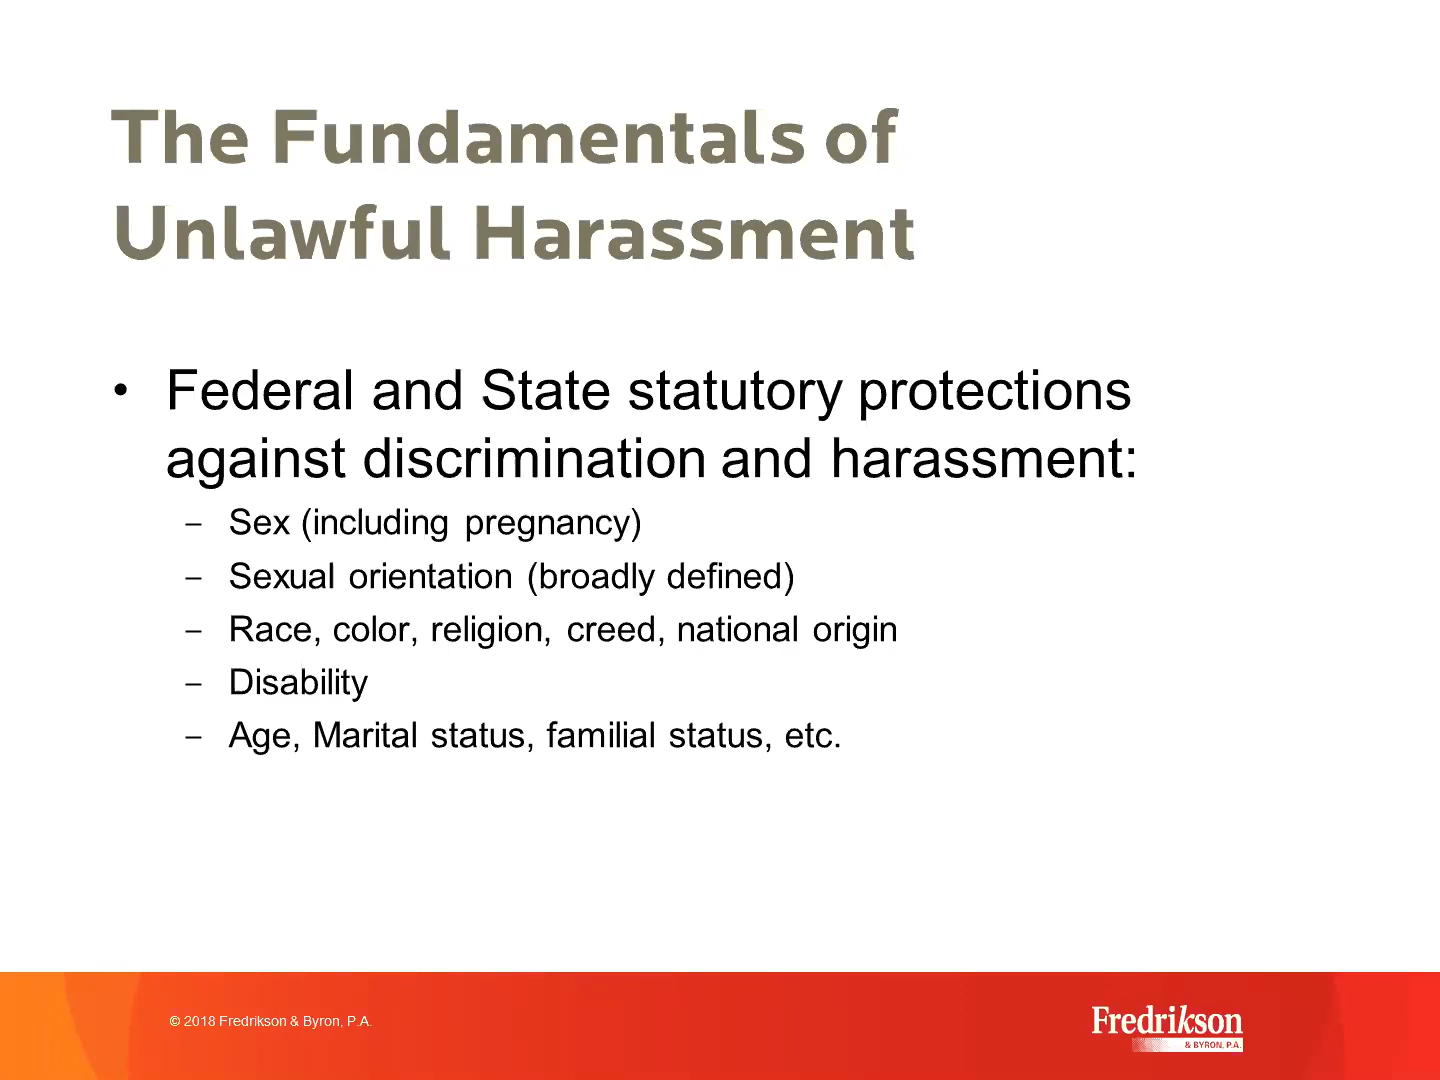 The Fundamentals of
Unlawful Harassment
• Federal and State statutory protections
against discrimination and harassment:
– Sex (including pregnancy)
– Sexual orientation (broadly defined)
– Race, color, religion, creed, national origin
– Disability
– Age, Marital status, familial status, etc.
© 2018 Fredrikson & Byron, P.A.
Fredrikson
& BYRON, P.A.